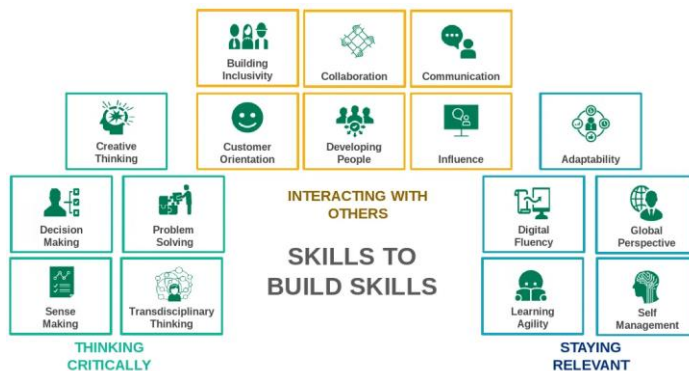 Building
Inclusivity
Collaboration
Communication
Creative
Thinking
Customer
Orientation
Developing
People
Influence
Adaptability
INTERACTING WITH
OTHERS
Decision
Making
Problem
Solving
Digital
Fluency
Global
Perspective
SKILLS TO
BUILD SKILLS
Sense
Making
Transdisciplinary
Thinking
Learning
Agility
Self
Management
THINKING
CRITICALLY
STAYING
RELEVANT